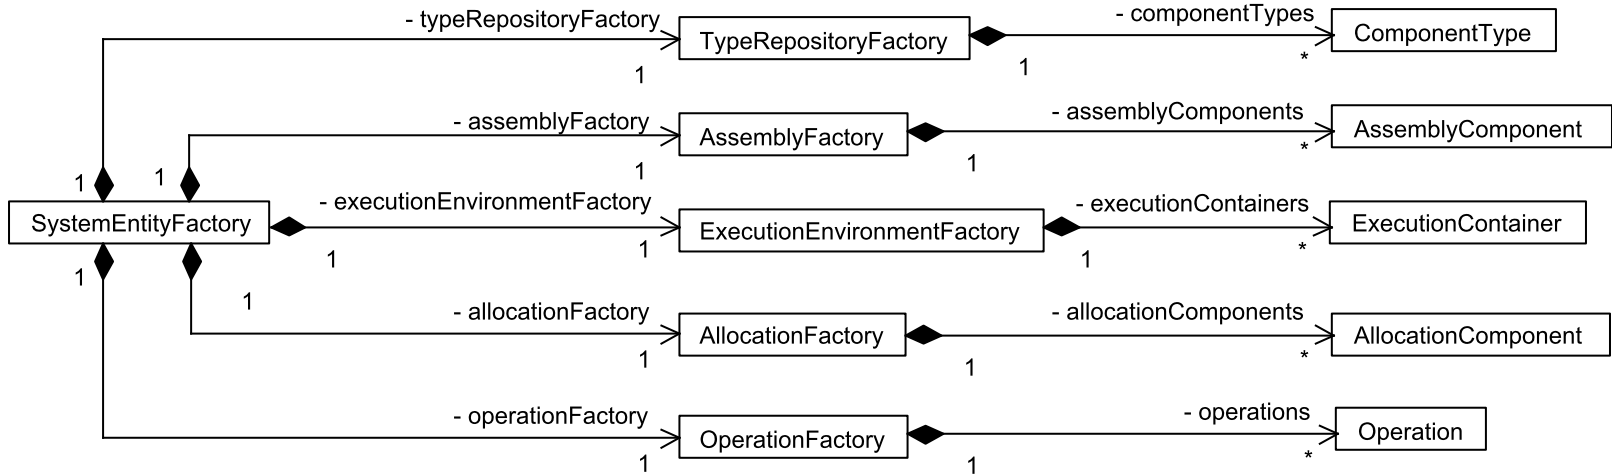 - typeRepositoryFactory
1
TypeRepositoryFactory
1
- componentTypes
*
ComponentType
- assemblyFactory
1
AssemblyFactory
1
- assemblyComponents
*
AssemblyComponent
1
1
SystemEntityFactory
1
- executionEnvironmentFactory
1
ExecutionEnvironmentFactory
1
- executionContainers
*
ExecutionContainer
1
1
- allocationFactory
1
AllocationFactory
1
- allocationComponents
*
AllocationComponent
- operationFactory
1
OperationFactory
1
- operations
*
Operation